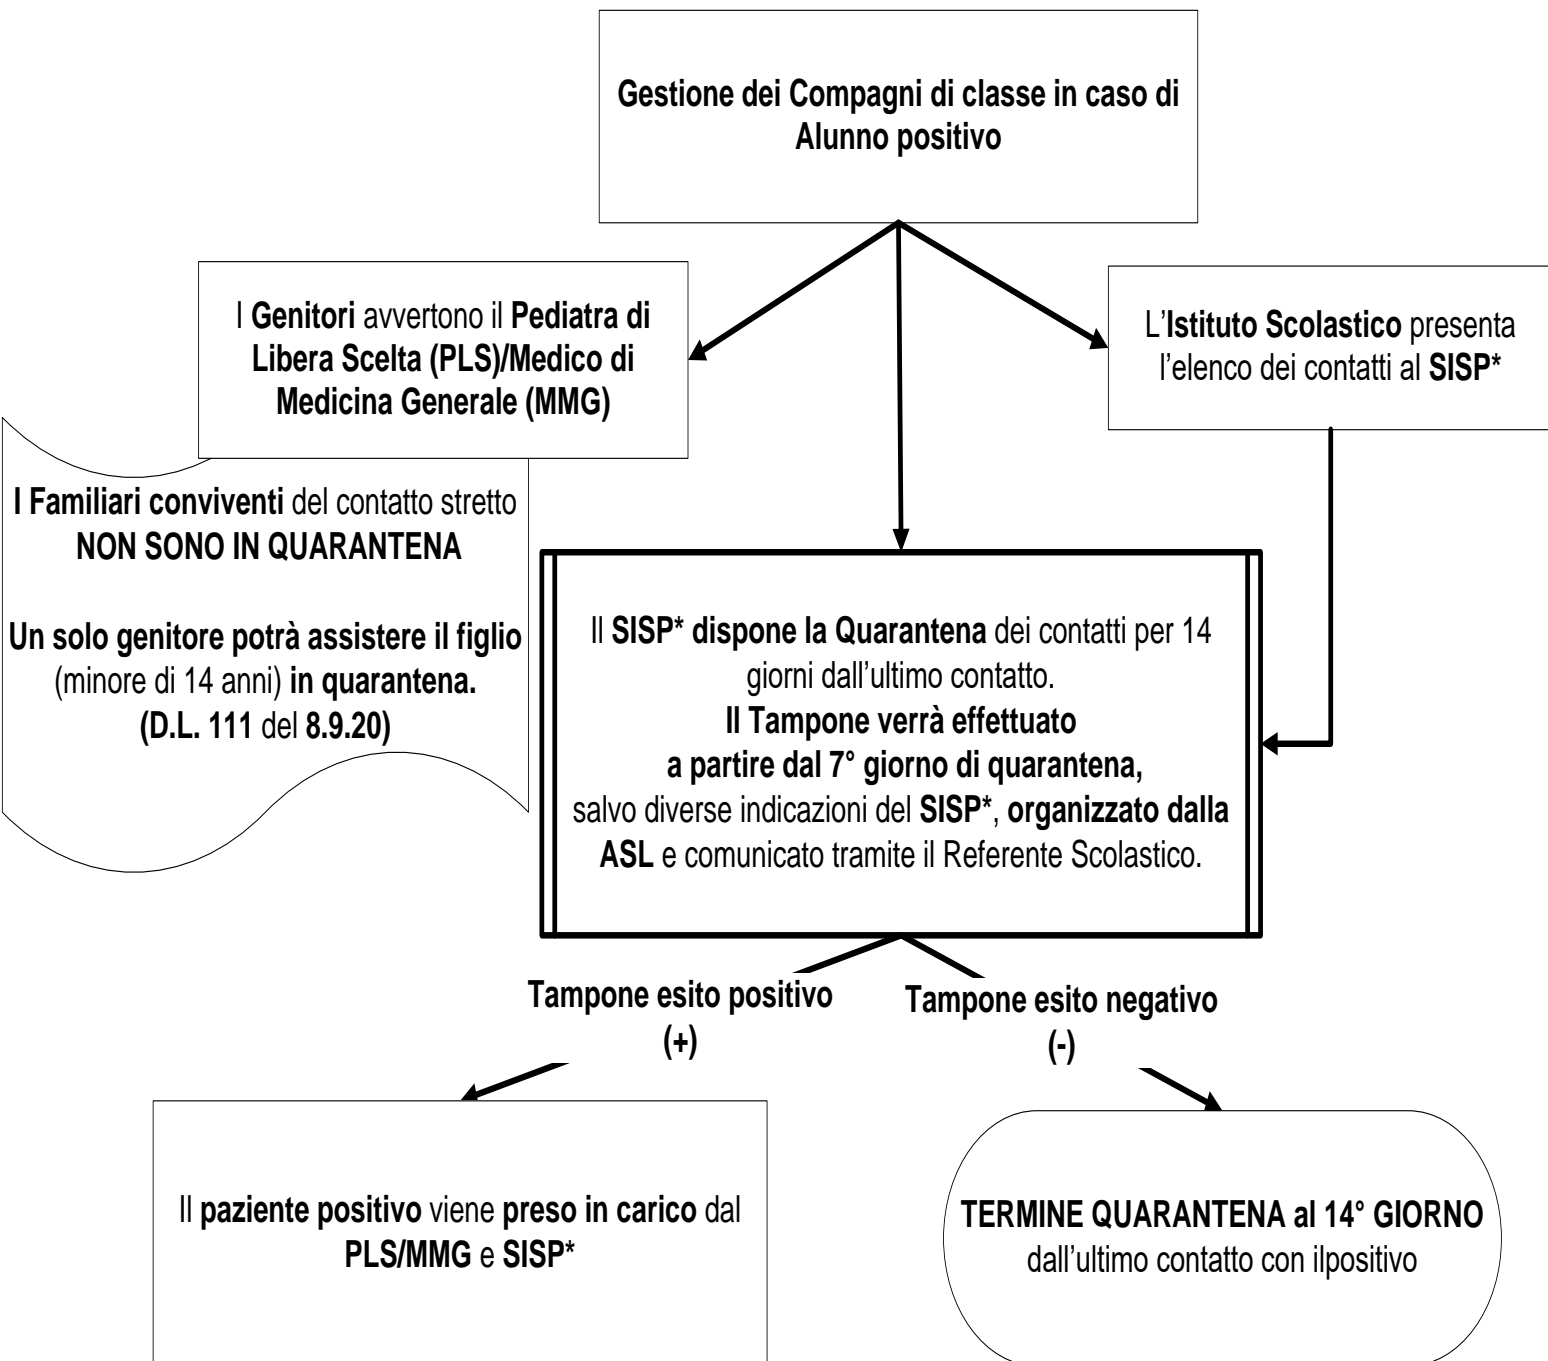 Gestione dei Compagni di classe in caso di
Alunno positivo
I Genitori avvertono il Pediatra di
Libera Scelta (PLS)/Medico di
Medicina Generale (MMG)
L'Istituto Scolastico presenta
l'elenco dei contatti al SISP*
I Familiari conviventi del contatto stretto
NON SONO IN QUARANTENA
Un solo genitore potrà assistere il figlio
(minore di 14 anni) in quarantena.
(D.L. 111 del 8.9.20)
Il SISP* dispone la Quarantena dei contatti per 14
giorni dall'ultimo contatto.
Il Tampone verrà effettuato
a partire dal 7° giorno di quarantena,
salvo diverse indicazioni del SISP*, organizzato dalla
ASL e comunicato tramite il Referente Scolastico.
Tampone esito positivo
(+)
Tampone esito negativo
(-)
Il paziente positivo viene preso in carico dal
PLS/MMG e SISP*
TERMINE QUARANTENA al 14° GIORNO
dall'ultimo contatto con ilpositivo